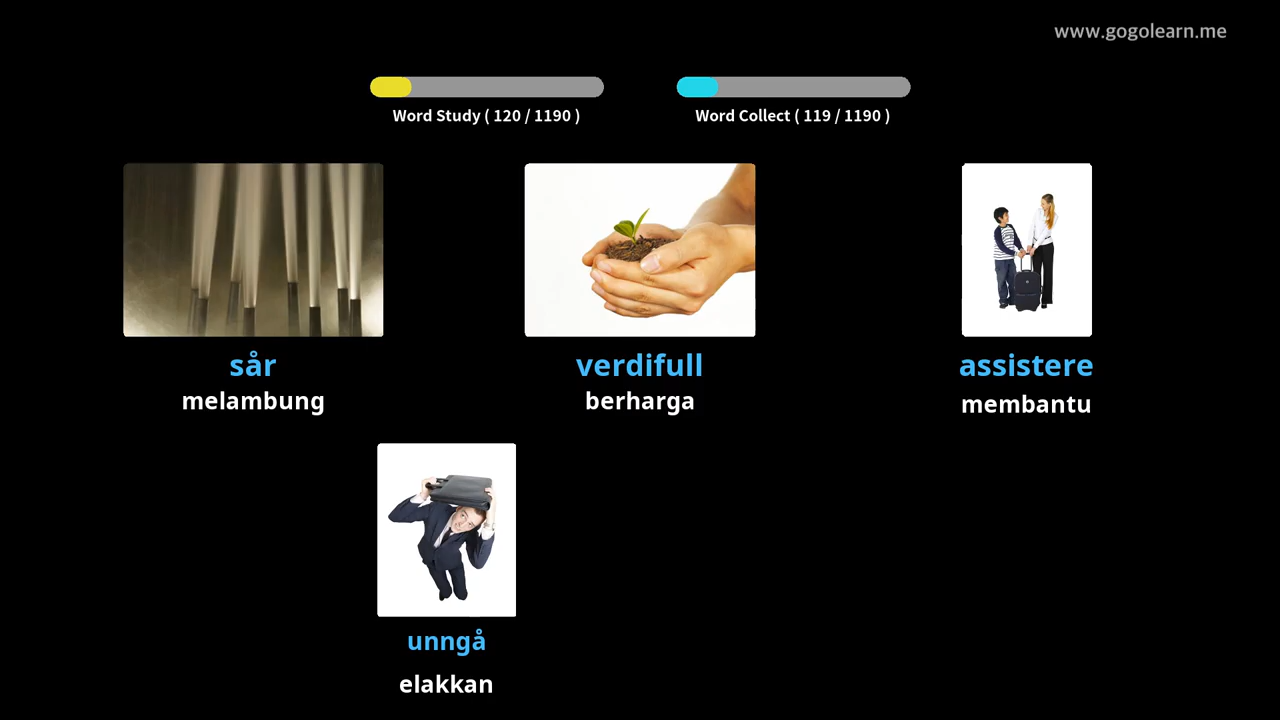 www.gogolearn.me
Word Study ( 120 / 1190 )
Word Collect ( 119 / 1190 )
sår
melambung
verdifull
berharga
assistere
membantu
unngå
elakkan